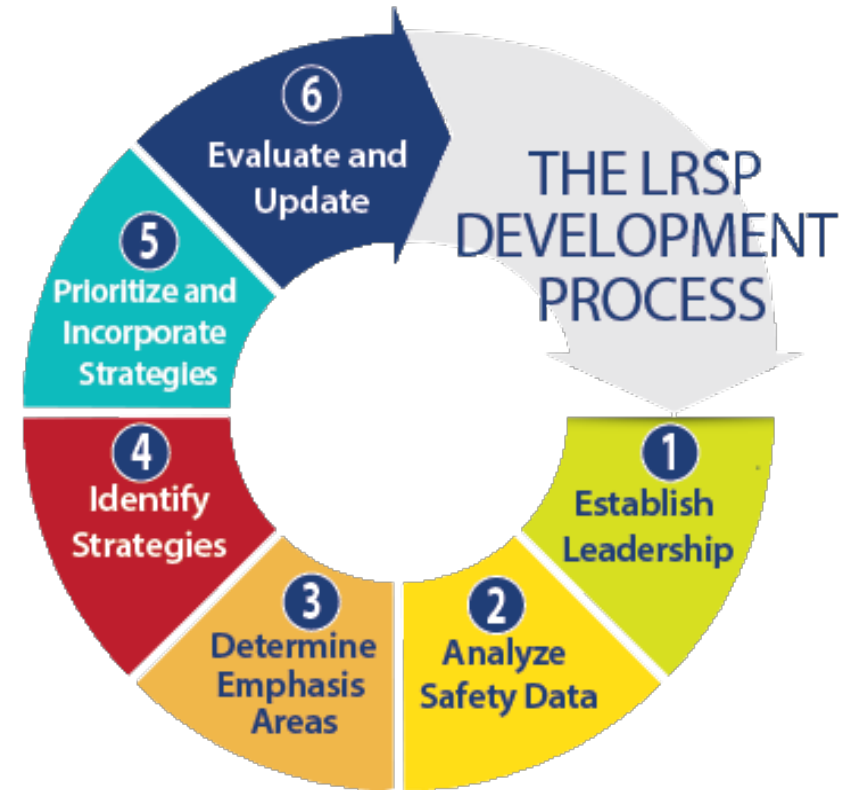 THE LRSP
DEVELOPMENT
PROCESS
1
Establish
Leadership
2
Analyze
Safety Data
3
Determine
Emphasis
Areas
4
Identify
Strategies
5
Prioritize and
Incorporate
Strategies
6
Evaluate and
Update